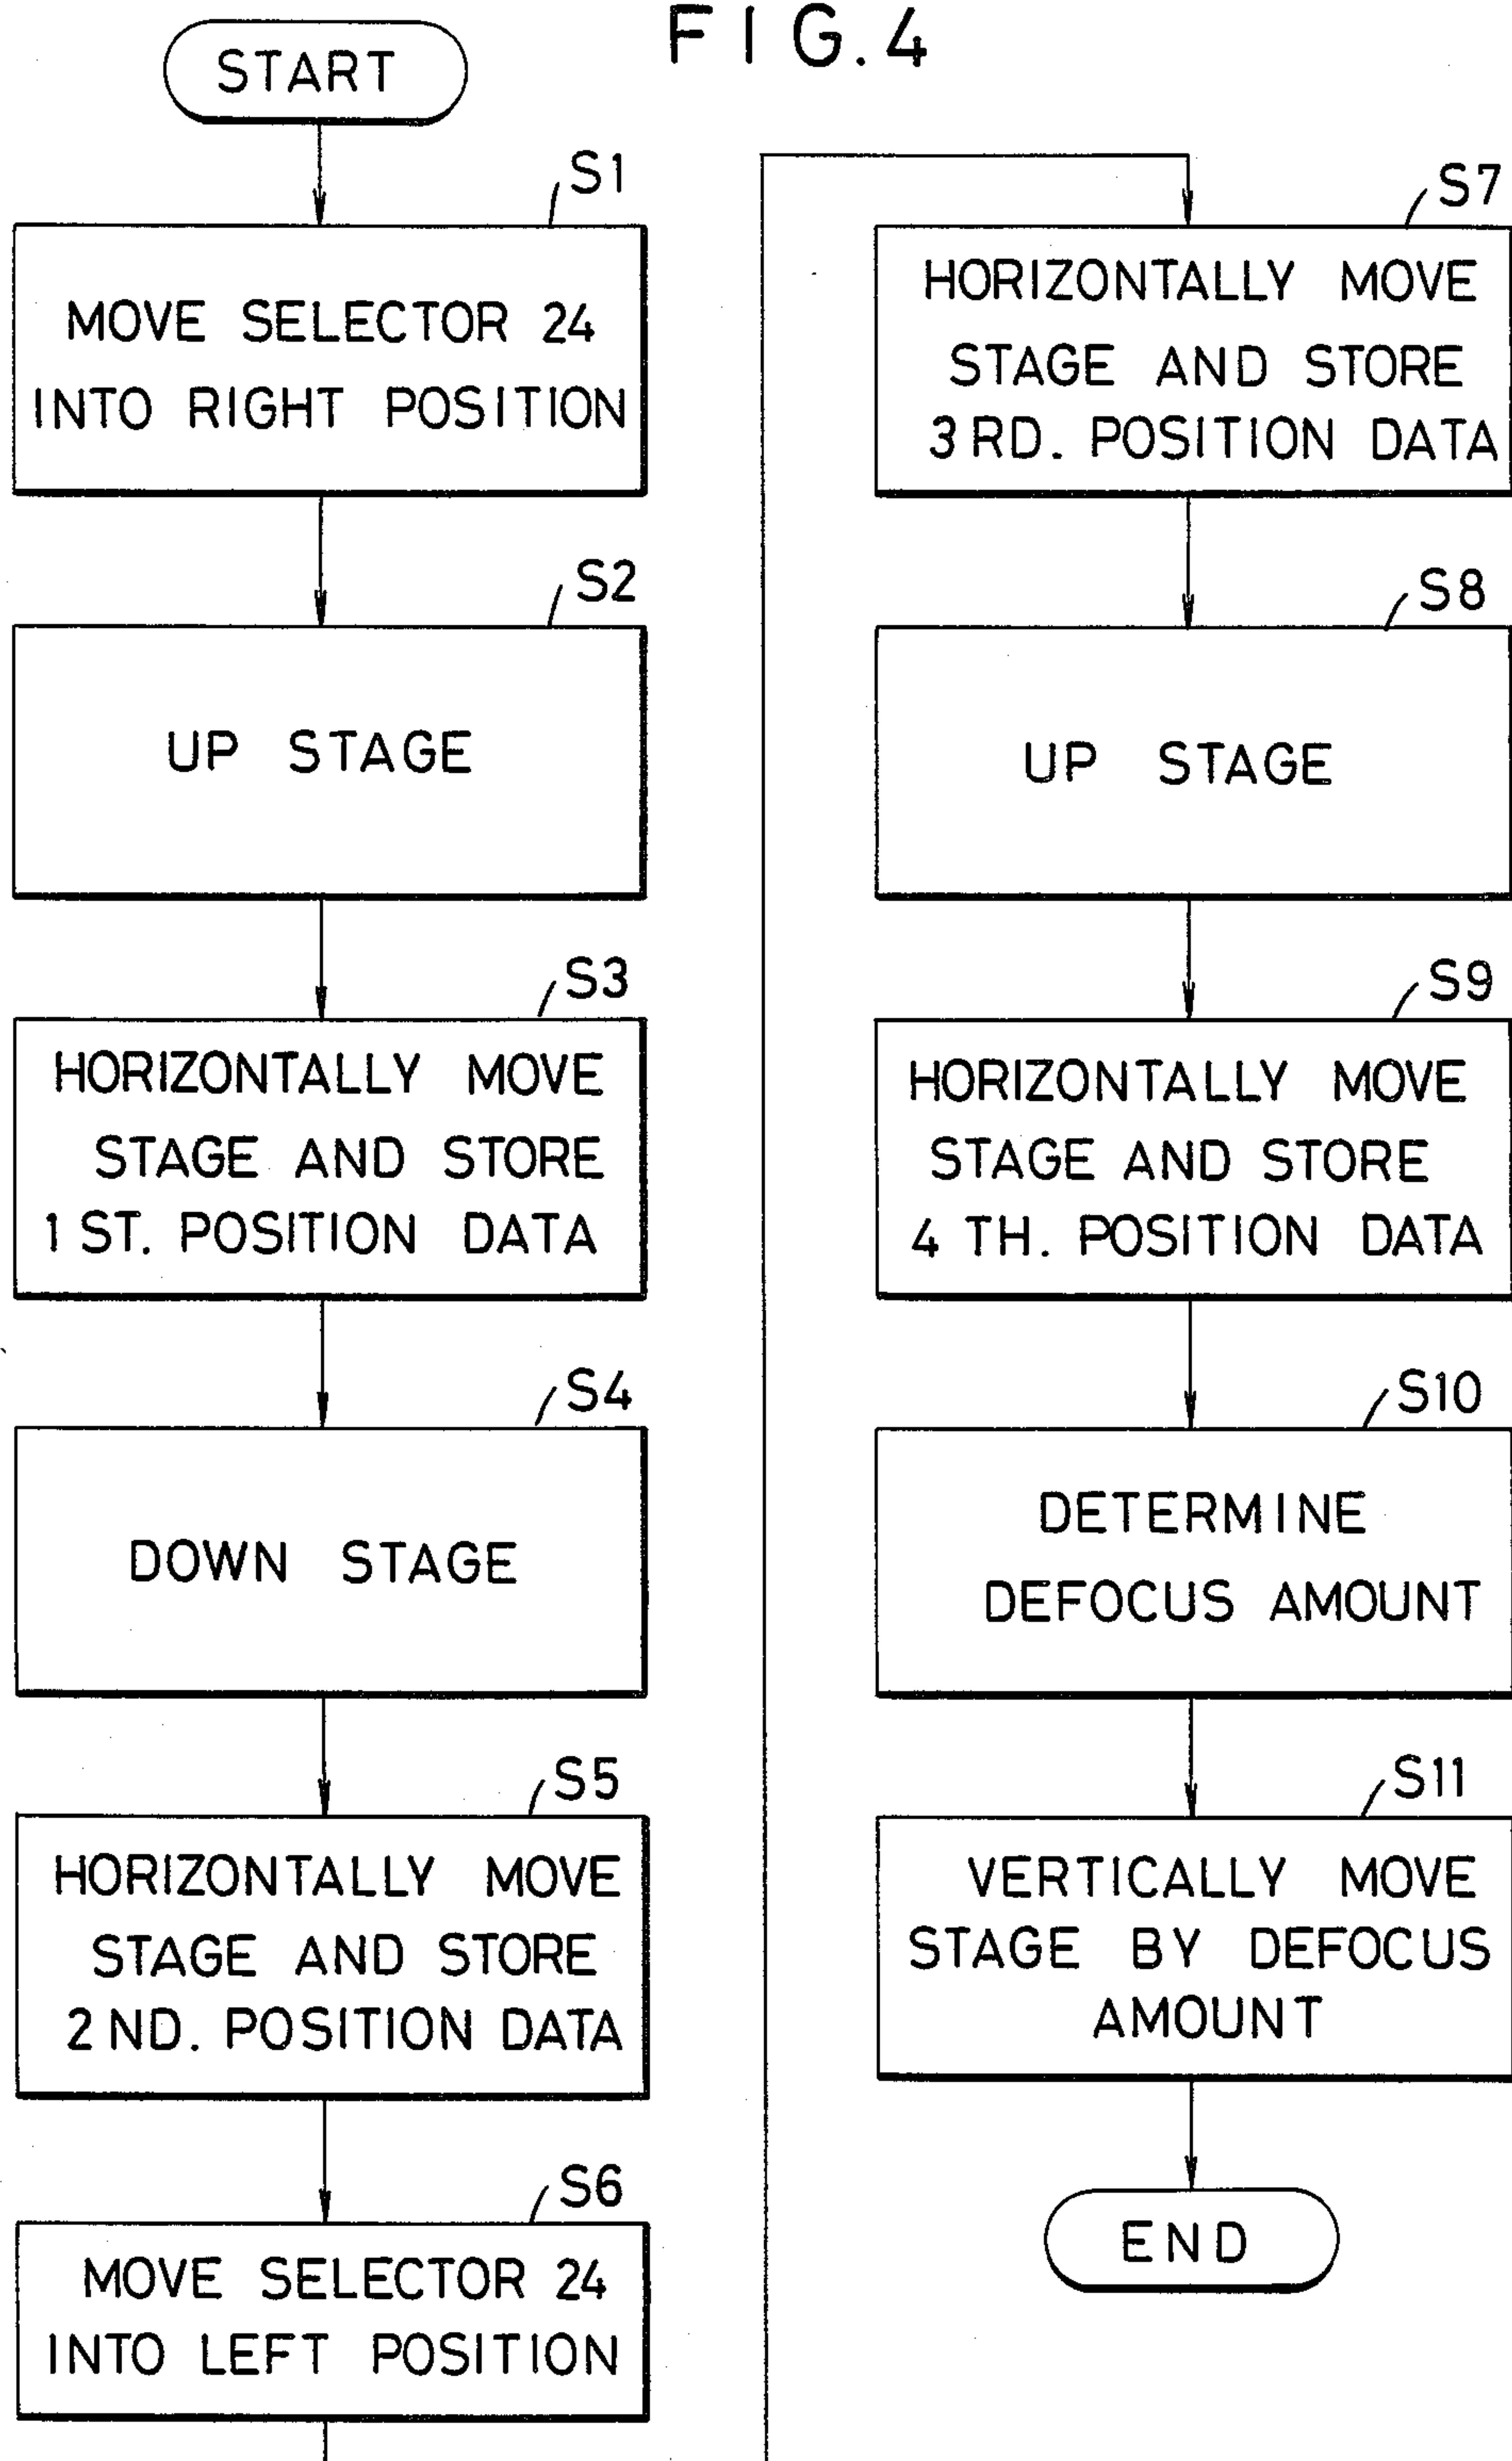 FIG.4
START
S1
MOVE SELECTOR 24
INTO RIGHT POSITION
S2
UP STAGE
S3
HORIZONTALLY MOVE
STAGE AND STORE
1 ST. POSITION DATA
S4
DOWN STAGE
S5
HORIZONTALLY MOVE
STAGE AND STORE
2 ND. POSITION DATA
S6
MOVE SELECTOR 24
INTO LEFT POSITION
S7
HORIZONTALLY MOVE
STAGE AND STORE
3 RD. POSITION DATA
S8
UP STAGE
S9
HORIZONTALLY MOVE
STAGE AND STORE
4 TH. POSITION DATA
S10
DETERMINE
DEFOCUS AMOUNT
S11
VERTICALLY MOVE
STAGE BY DEFOCUS
AMOUNT
END